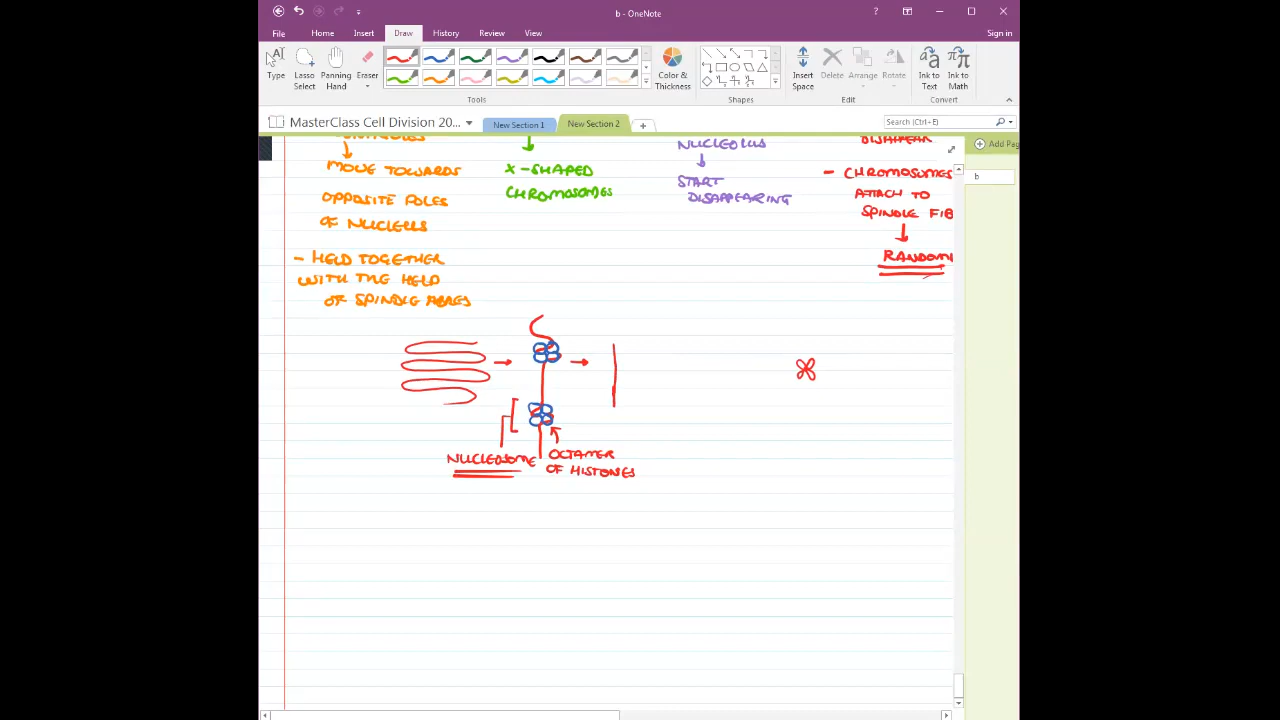 b - OneNote
?
File
Home
Insert
Draw
History
Review
View
Sign in
Type
Lasso Select
Panning Hand
Eraser
Color & Thickness
Insert Space
Delete
Arrange
Rotate
Ink to Text
Ink to Math
Tools
Shapes
Edit
Convert
MasterClass Cell Division 20...
New Section 1
New Section 2
Search (Ctrl+E)
Add Pag
b
MOVE TOWARDS
OPPOSITE POLES
OF NUCLEUS
- HELD TOGETHER
WITH THE HELP
OF SPINDLE FIBRES
X-SHAPED
CHROMOSOMES
NUCLEOLUS
START
DISAPPEARING
DISAPPEAR
- CHROMOSOMES
ATTACH TO
SPINDLE FIB
RANDOM
NUCLEOSOME
OCTAMER
OF HISTONES